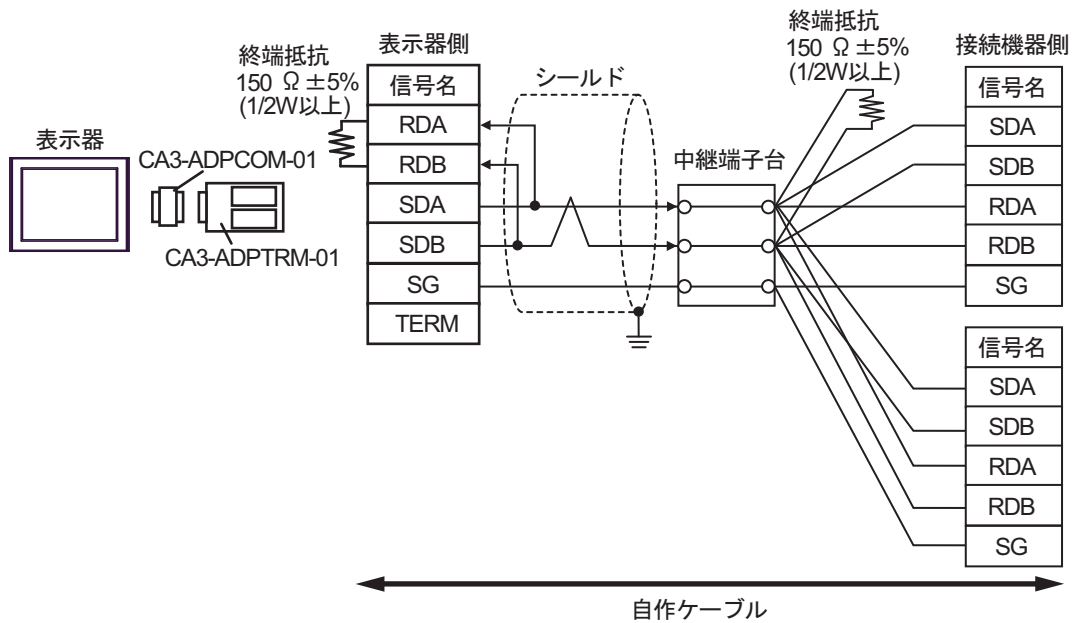 表示器
CA3-ADPCOM-01
CA3-ADPTRM-01
終端抵抗
150 Ω ±5%
(1/2W以上)
表示器側
信号名
RDA
RDB
SDA
SDB
SG
TERM
シールド
中継端子台
終端抵抗
150 Ω ±5%
(1/2W以上)
接続機器側
信号名
SDA
SDB
RDA
RDB
SG
信号名
SDA
SDB
RDA
RDB
SG
自作ケーブル